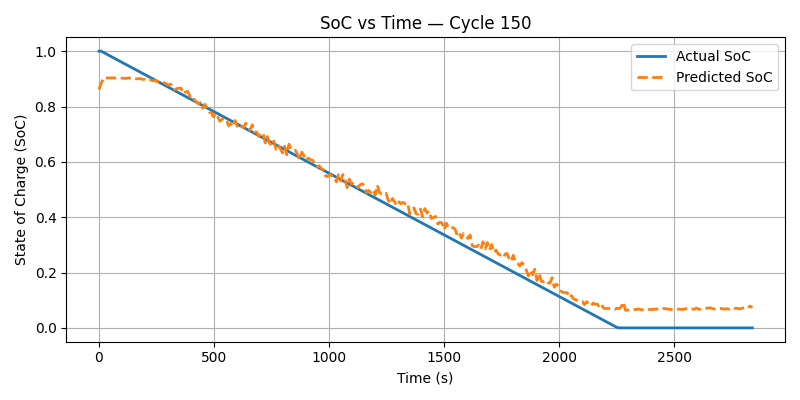 SoC vs Time — Cycle 150
Actual SoC
Predicted SoC
State of Charge (SoC)
1.0
0.8
0.6
0.4
0.2
0.0
0
500
1000
1500
2000
2500
Time (s)